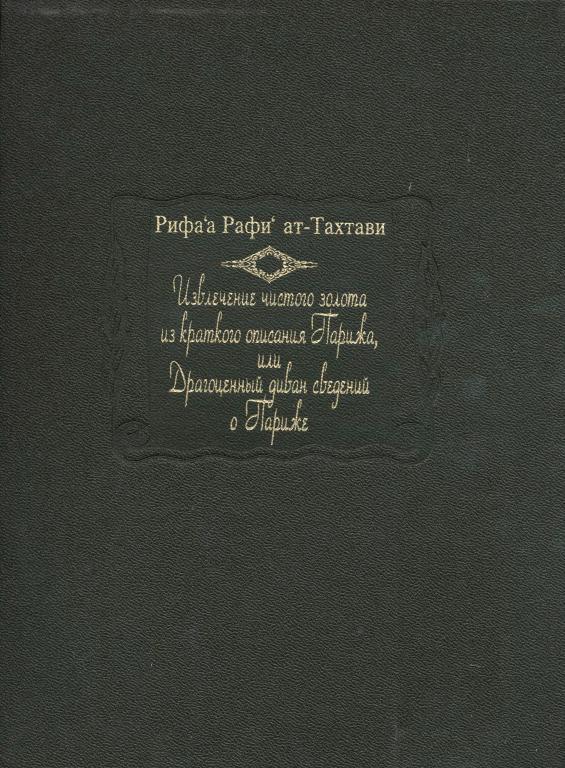 Рифа‘а Рафи‘ ат-Тахтави
Извлечение чистого золота
из краткого описания Парижа,
или
Драгоценный диван сведений
о Париже